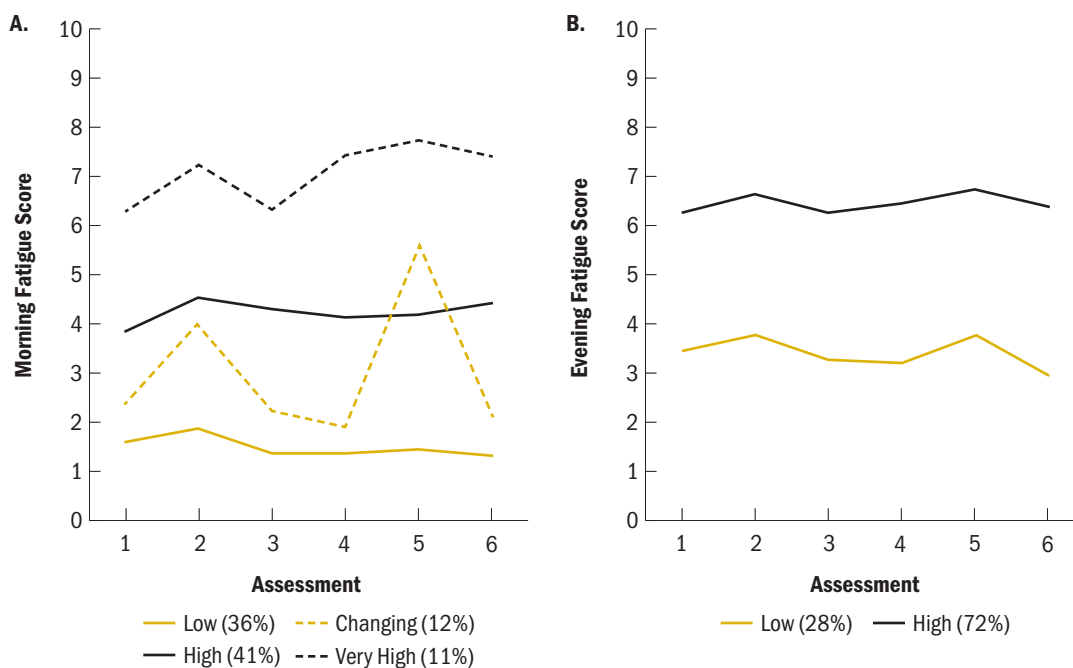 A.
Morning Fatigue Score
10
9
8
7
6
5
4
3
2
1
0
1 2 3 4 5 6
Assessment
Low (36%) Changing (12%)
High (41%) Very High (11%)
B.
Evening Fatigue Score
10
9
8
7
6
5
4
3
2
1
0
1 2 3 4 5 6
Assessment
Low (28%) High (72%)